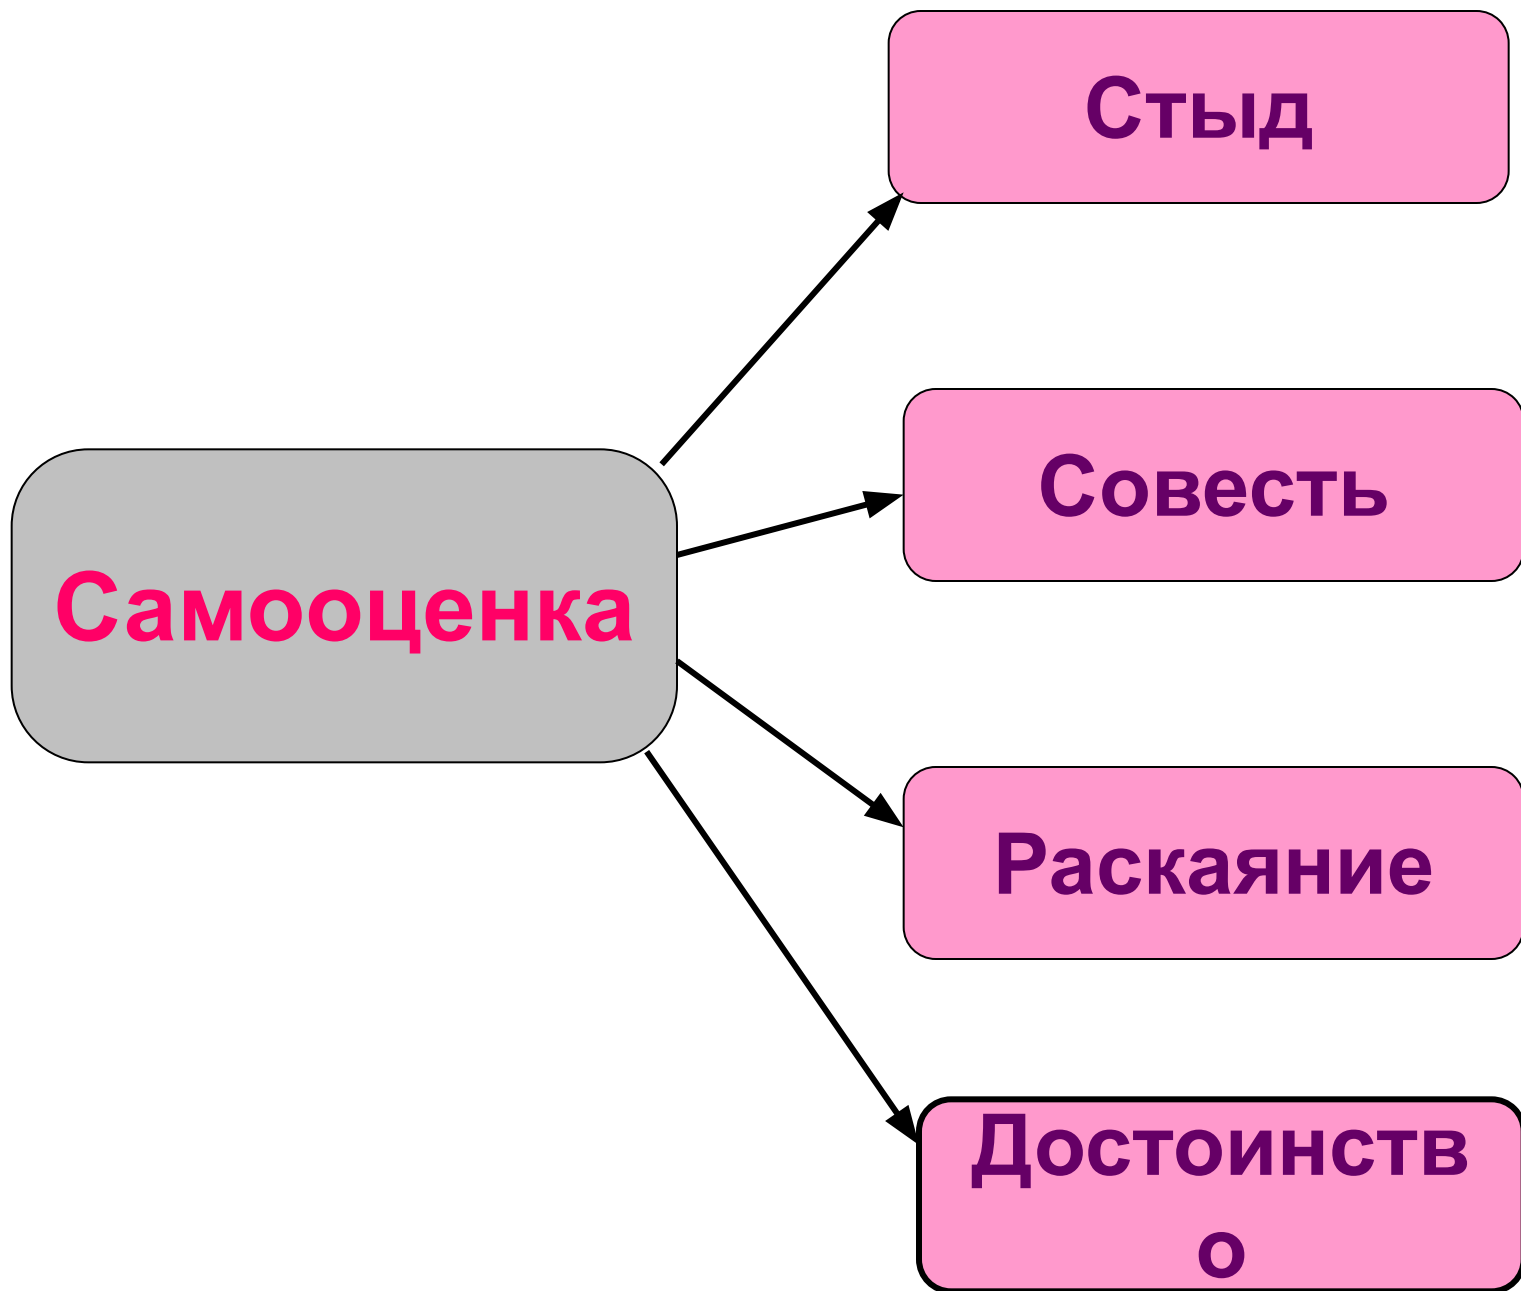 Стыд
Совесть
Самооценка
Раскаяние
Достоинств
о